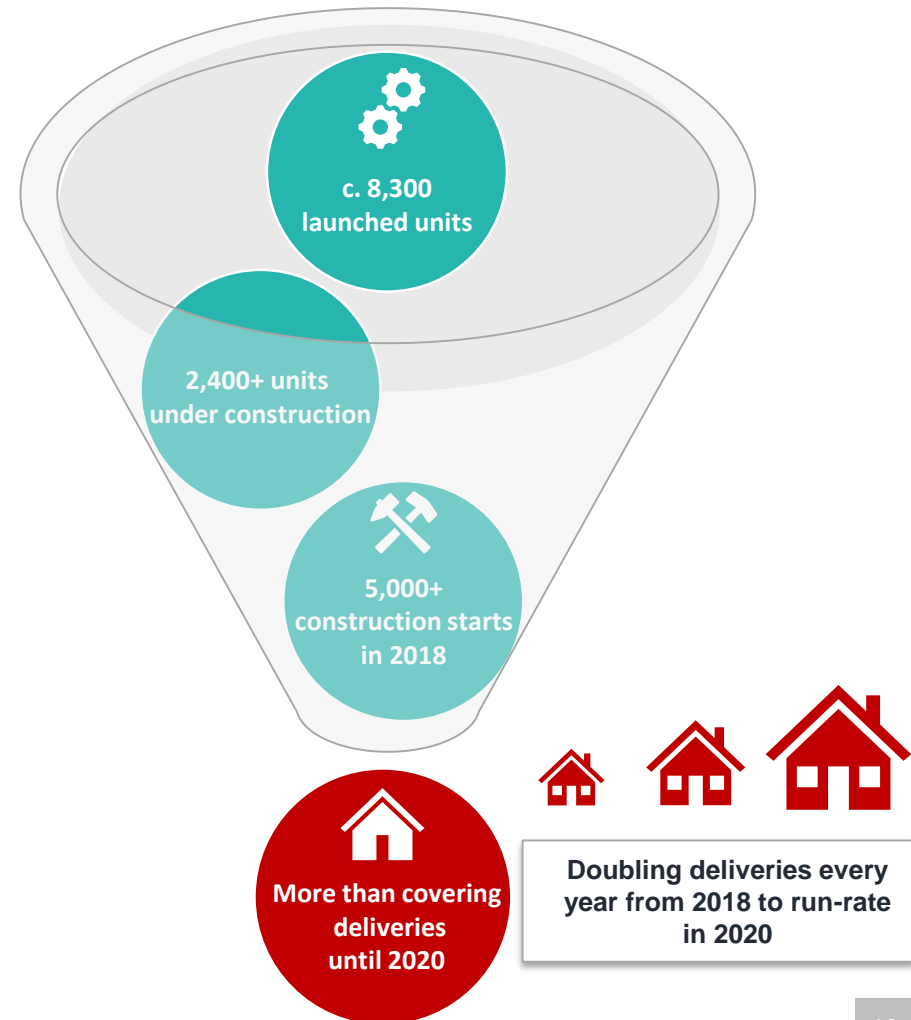 c. 8,300
launched units
2,400+ units
under construction
5,000+
construction starts
in 2018
More than covering
deliveries
until 2020
Doubling deliveries every
year from 2018 to run-rate
in 2020